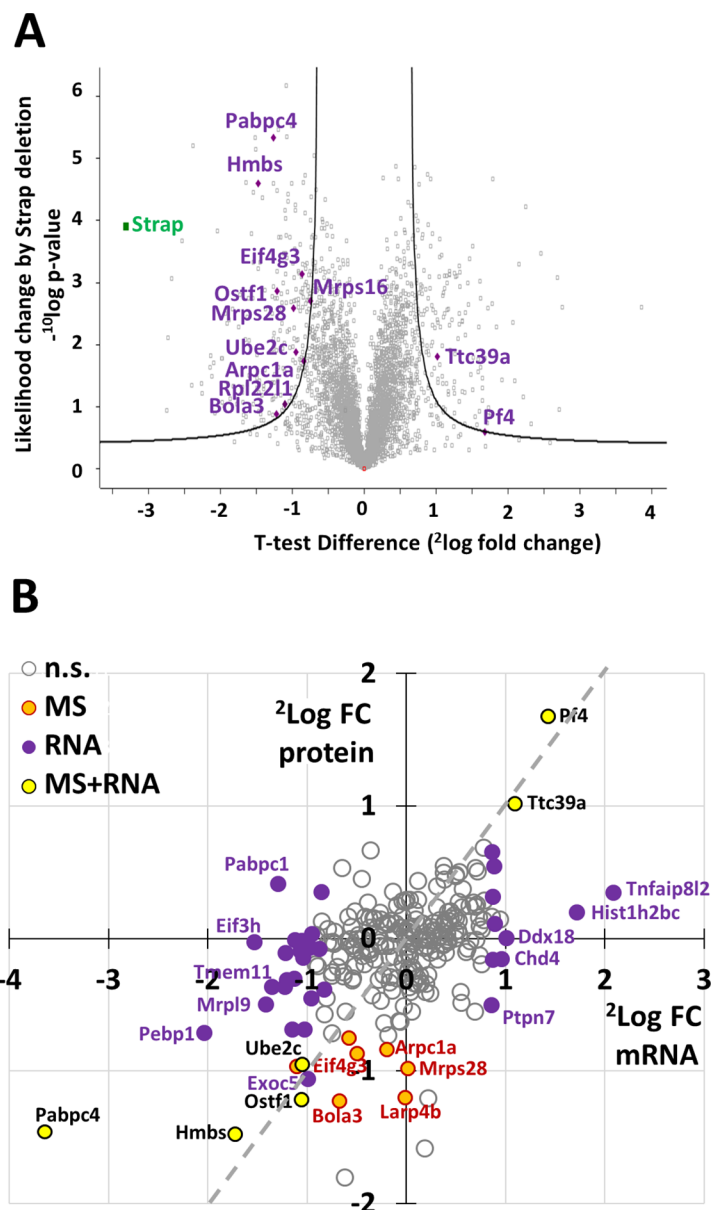 A
Likelihood change by Strap deletion
-¹⁰log p-value
6
5
4
3
2
1
0
Pabpc4
Hmbs
Strap
Eif4g3
Ostf1
Mrps16
Mrps28
Ube2c
Arpc1a
Rpl22l1
Bola3
Ttc39a
Pf4
-3 -2 -1 0 1 2 3 4
T-test Difference (²log fold change)
B
n.s.
MS
RNA
MS+RNA
²Log FC
protein
2
1
0
-1
-2
Pf4
Ttc39a
Pabpc1
Tnfaip8l2
Hist1h2bc
Eif3h
Ddx18
Chd4
-4 -3 -2 -1 0 1 2 3
Tmem11
Mrpl9
Ptpn7
²Log FC
mRNA
Pebp1
Ube2c
Eif4g3
Arpc1a
Mrps28
Exoc5
Ostf1
Bola3
Larp4b
Pabpc4
Hmbs